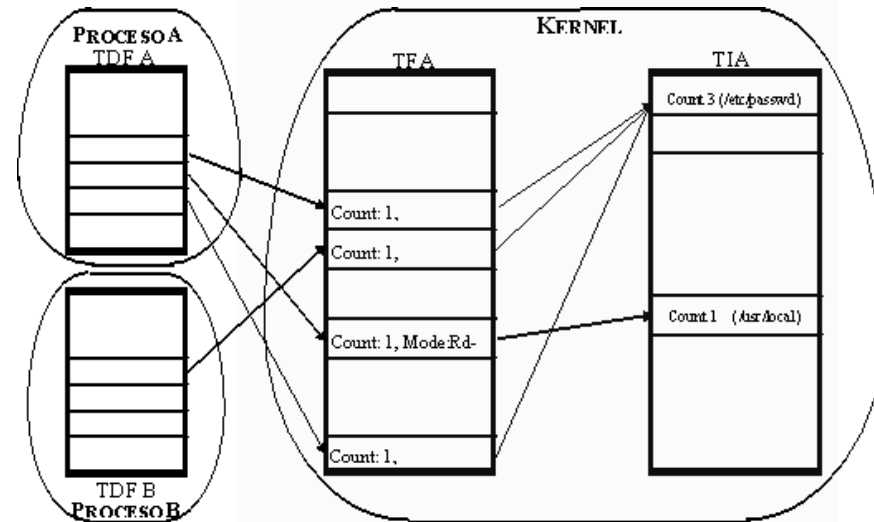 PROCESO A
TDF A
KERNEL
TFA
TIA
Count 3 (/etc/passwd)
Count: 1,
Count: 1,
Count 1 (/usr/local)
Count: 1, Mode:Rd-
Count: 1,
TDF B
PROCESO B